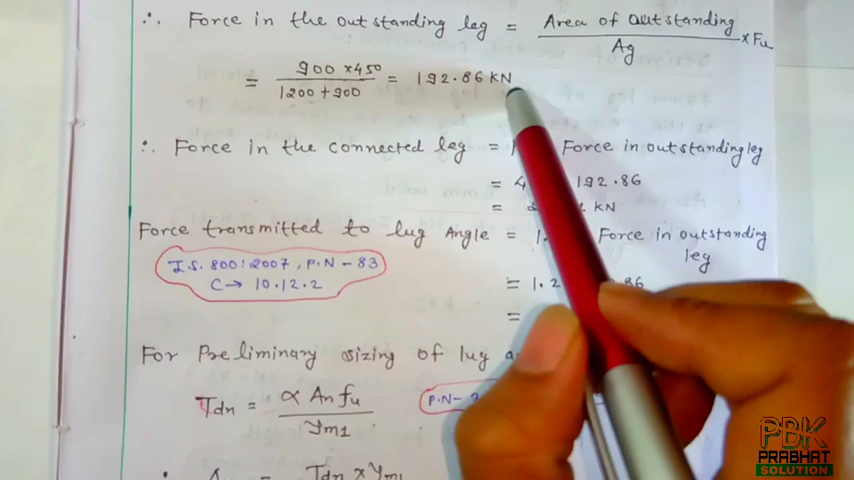 ∴ Force in the outstanding leg = Area of outstanding / Ag × Fu
= 900 × 450 / 1200 + 900 = 192.86 KN
∴ Force in the connected leg = Force in outstanding leg
= 4 192.86
= KN
Force transmitted to lug Angle = 1. Force in outstanding leg
I.S. 800:2007, P.N - 83
C → 10.12.2
= 1.2 86
=
For Preliminary sizing of lug
Tdn = α An fu / γm1
P.N-
Tdn × γm1
PBK
PRABHAT
SOLUTION